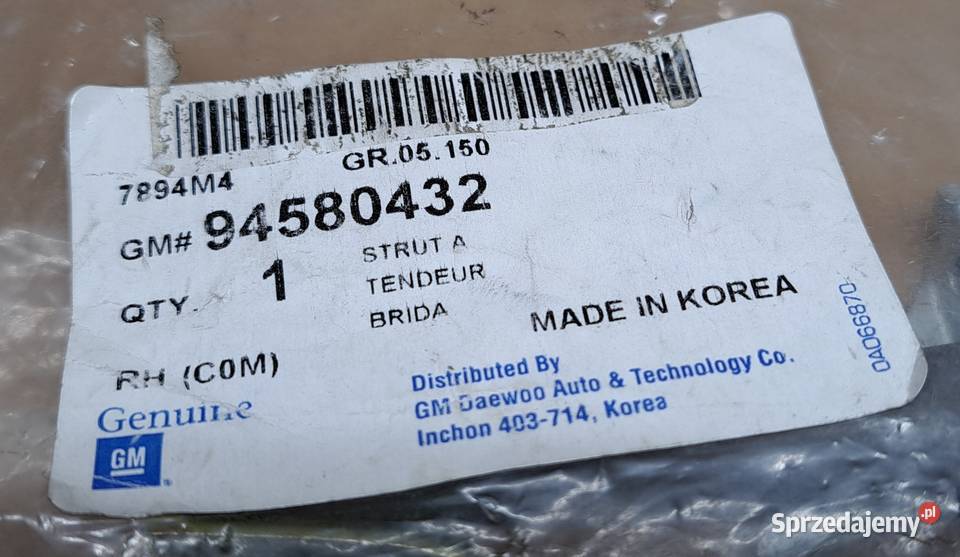 GR.05.150
7894M4
GM# 94580432
STRUT A
QTY. 1
TENDEUR
BRIDA
MADE IN KOREA
RH (C0M)
Distributed By
GM Daewoo Auto & Technology Co.
Inchon 403-714, Korea
Genuine
GM
0A066870
Sprzedajemy.pl